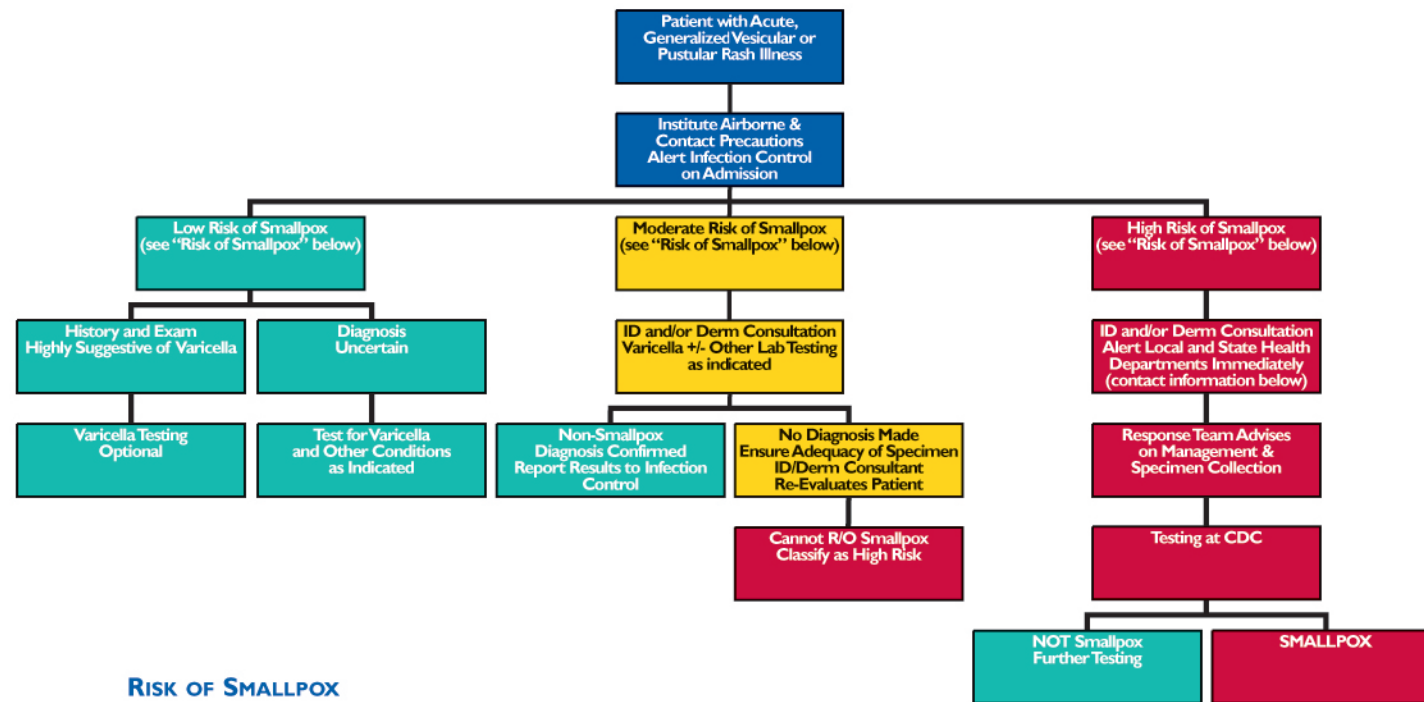 Patient with Acute,
Generalized Vesicular or
Pustular Rash Illness
Institute Airborne &
Contact Precautions
Alert Infection Control
on Admission
Low Risk of Smallpox
(see “Risk of Smallpox” below)
Moderate Risk of Smallpox
(see “Risk of Smallpox” below)
High Risk of Smallpox
(see “Risk of Smallpox” below)
History and Exam
Highly Suggestive of Varicella
Diagnosis
Uncertain
ID and/or Derm Consultation
Varicella +/- Other Lab Testing
as indicated
ID and/or Derm Consultation
Alert Local and State Health
Departments Immediately
(contact information below)
Varicella Testing
Optional
Test for Varicella
and Other Conditions
as Indicated
Non-Smallpox
Diagnosis Confirmed
Report Results to Infection
Control
No Diagnosis Made
Ensure Adequacy of Specimen
ID/Derm Consultant
Re-Evaluates Patient
Response Team Advises
on Management &
Specimen Collection
Cannot R/O Smallpox
Classify as High Risk
Testing at CDC
NOT Smallpox
Further Testing
SMALLPOX
RISK OF SMALLPOX